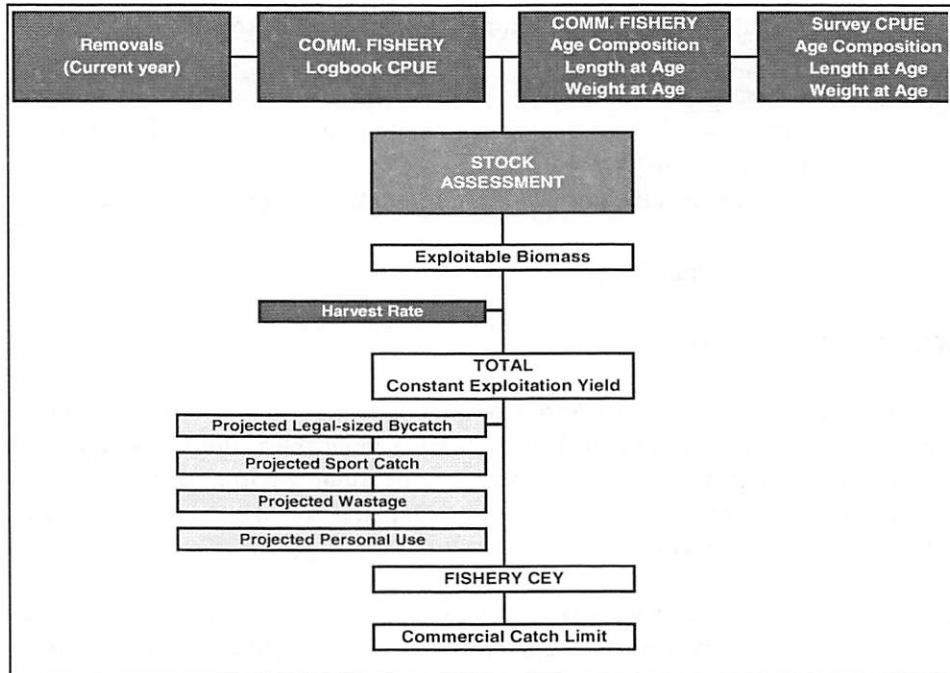 Removals
(Current year)
COMM. FISHERY
Logbook CPUE
COMM. FISHERY
Age Composition
Length at Age
Weight at Age
Survey CPUE
Age Composition
Length at Age
Weight at Age
STOCK
ASSESSMENT
Exploitable Biomass
Harvest Rate
TOTAL
Constant Exploitation Yield
Projected Legal-sized Bycatch
Projected Sport Catch
Projected Wastage
Projected Personal Use
FISHERY CEY
Commercial Catch Limit